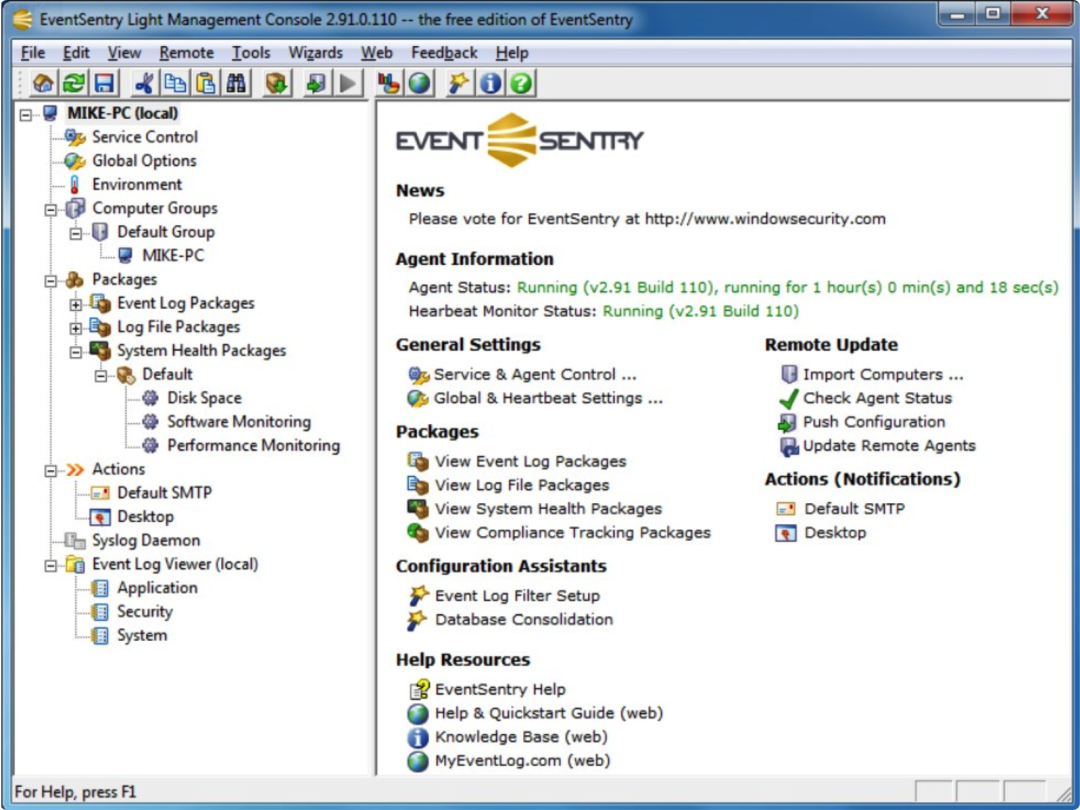 EventSentry Light Management Console 2.91.0.110 -- the free edition of EventSentry
File Edit View Remote Tools Wizards Web Feedback Help
MIKE-PC (local)
Service Control
Global Options
Environment
Computer Groups
Default Group
MIKE-PC
Packages
Event Log Packages
Log File Packages
System Health Packages
Default
Disk Space
Software Monitoring
Performance Monitoring
Actions
Default SMTP
Desktop
Syslog Daemon
Event Log Viewer (local)
Application
Security
System
EVENT SENTRY
News
Please vote for EventSentry at http://www.windowsecurity.com
Agent Information
Agent Status: Running (v2.91 Build 110), running for 1 hour(s) 0 min(s) and 18 sec(s)
Hearbeat Monitor Status: Running (v2.91 Build 110)
General Settings
Service & Agent Control ...
Global & Heartbeat Settings ...
Packages
View Event Log Packages
View Log File Packages
View System Health Packages
View Compliance Tracking Packages
Configuration Assistants
Event Log Filter Setup
Database Consolidation
Help Resources
EventSentry Help
Help & Quickstart Guide (web)
Knowledge Base (web)
MyEventLog.com (web)
Remote Update
Import Computers ...
Check Agent Status
Push Configuration
Update Remote Agents
Actions (Notifications)
Default SMTP
Desktop
For Help, press F1